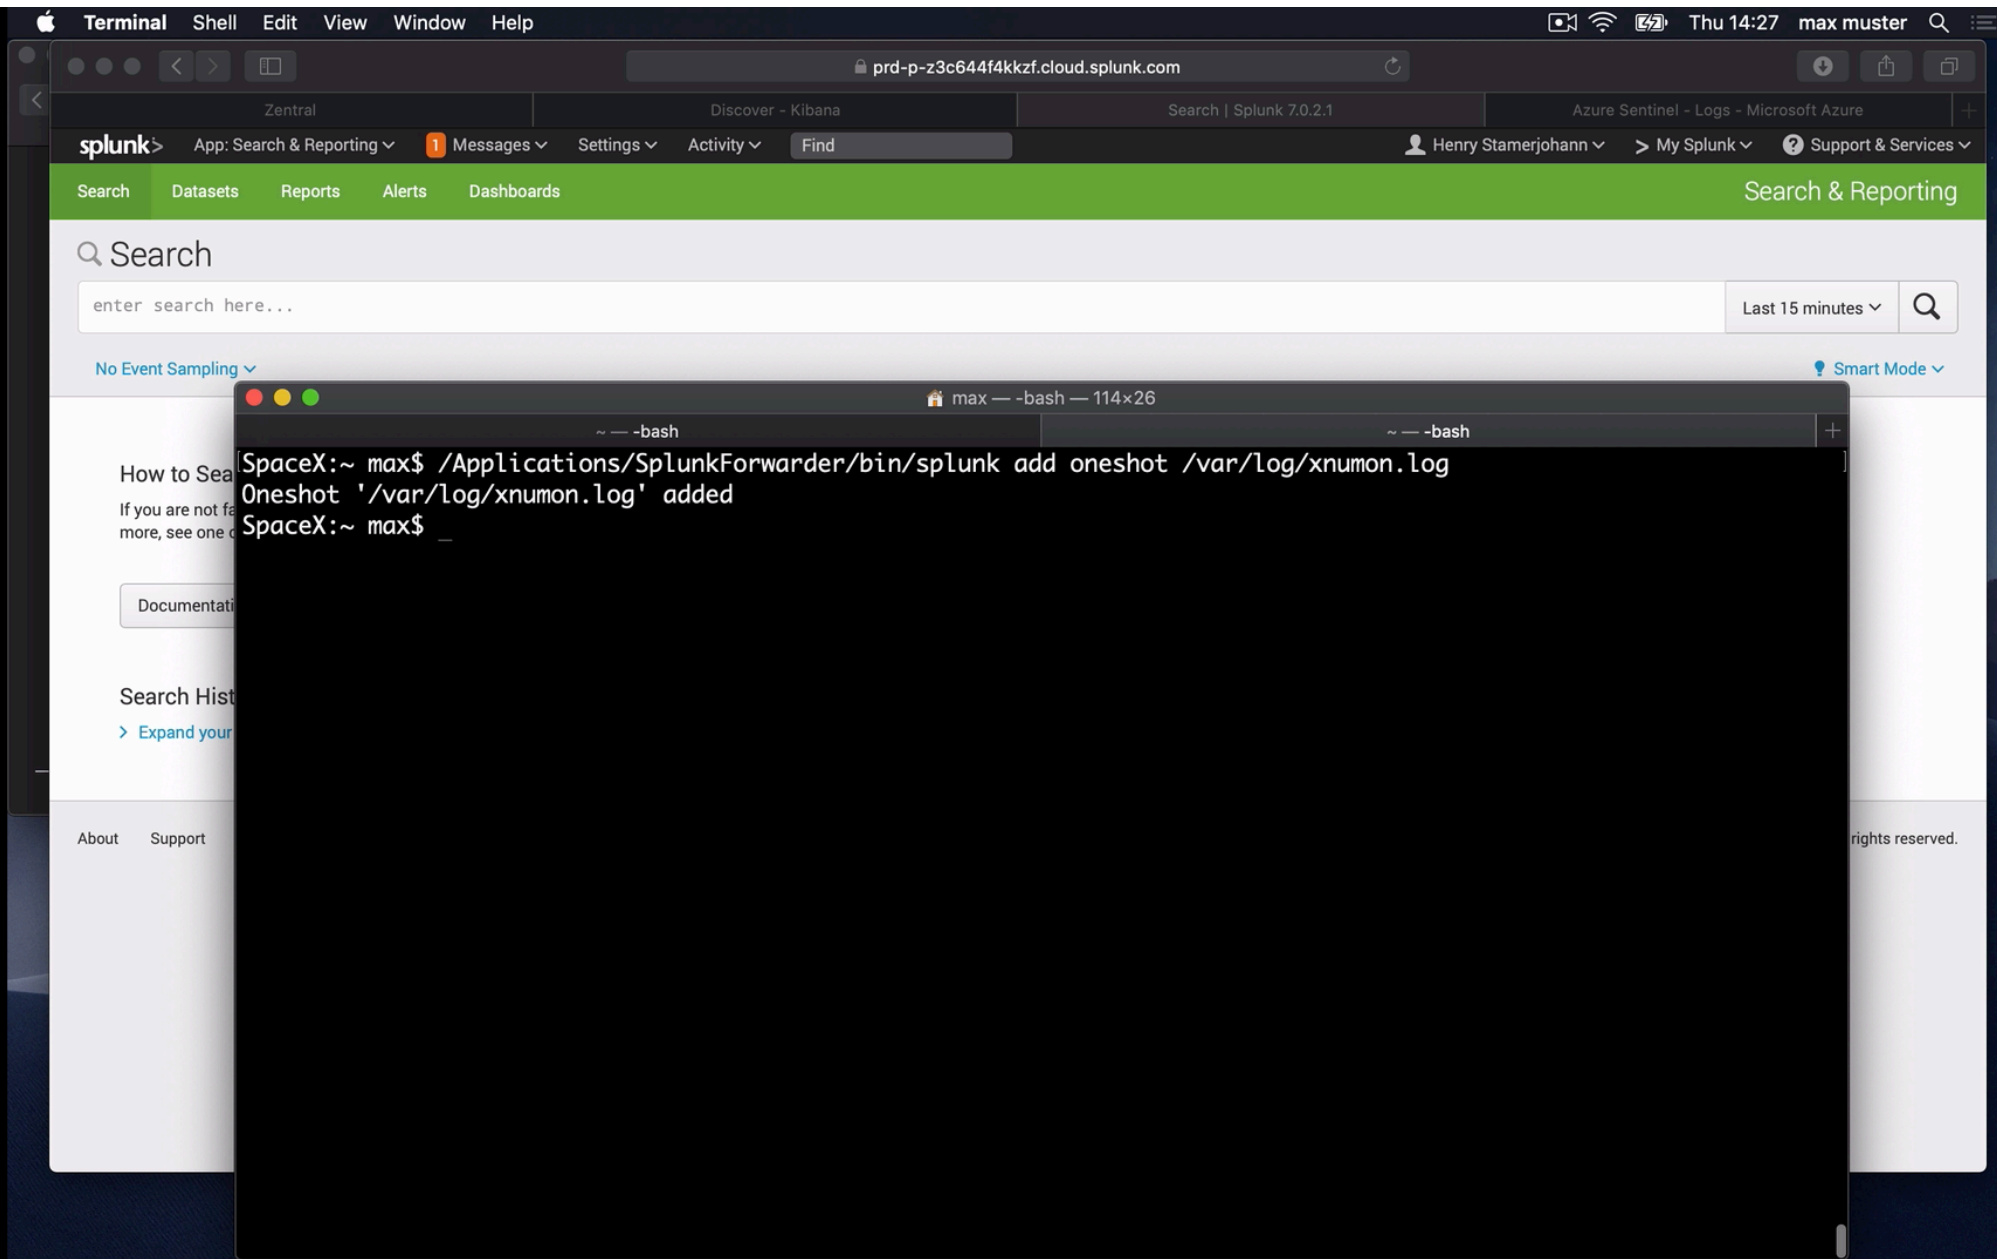 Terminal Shell Edit View Window Help Thu 14:27 max muster
prd-p-z3c644f4kkzf.cloud.splunk.com
Zentral Discover - Kibana Search | Splunk 7.0.2.1 Azure Sentinel - Logs - Microsoft Azure
splunk> App: Search & Reporting 1 Messages Settings Activity Find Henry Stamerjohann > My Splunk ? Support & Services
Search Datasets Reports Alerts Dashboards Search & Reporting
Search
enter search here... Last 15 minutes
No Event Sampling Smart Mode
max — -bash — 114×26
~ — -bash ~ — -bash
SpaceX:~ max$ /Applications/SplunkForwarder/bin/splunk add oneshot /var/log/xnumon.log
Oneshot '/var/log/xnumon.log' added
SpaceX:~ max$ _
How to Sea
If you are not fa
more, see one
Documentati
Search Hist
> Expand your
About Support rights reserved.